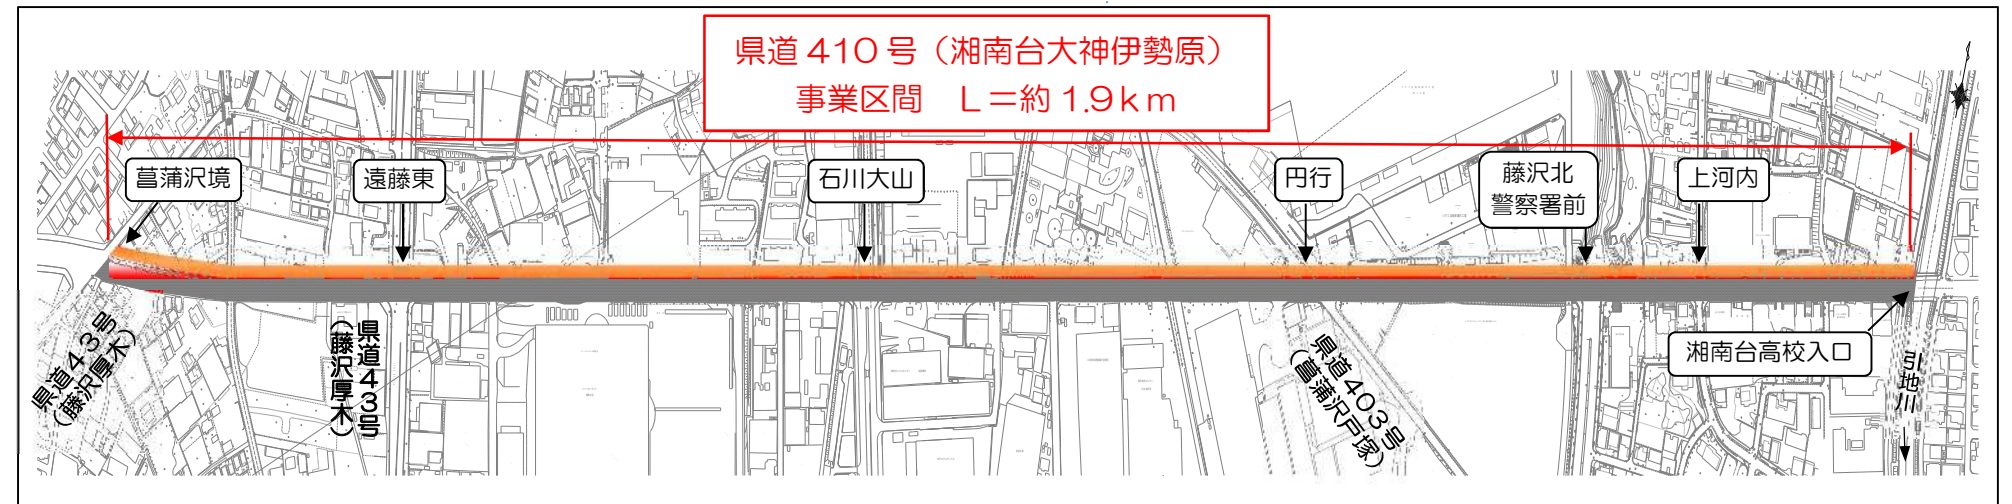 県道410号（湘南台大神伊勢原）
事業区間　L＝約1.9km
菖蒲沢境
遠藤東
石川大山
円行
藤沢北
警察署前
上河内
湘南台高校入口
県道43号
（藤沢厚木）
県道43号
（藤沢厚木）
県道403号
（菖蒲沢戸塚）
引地川